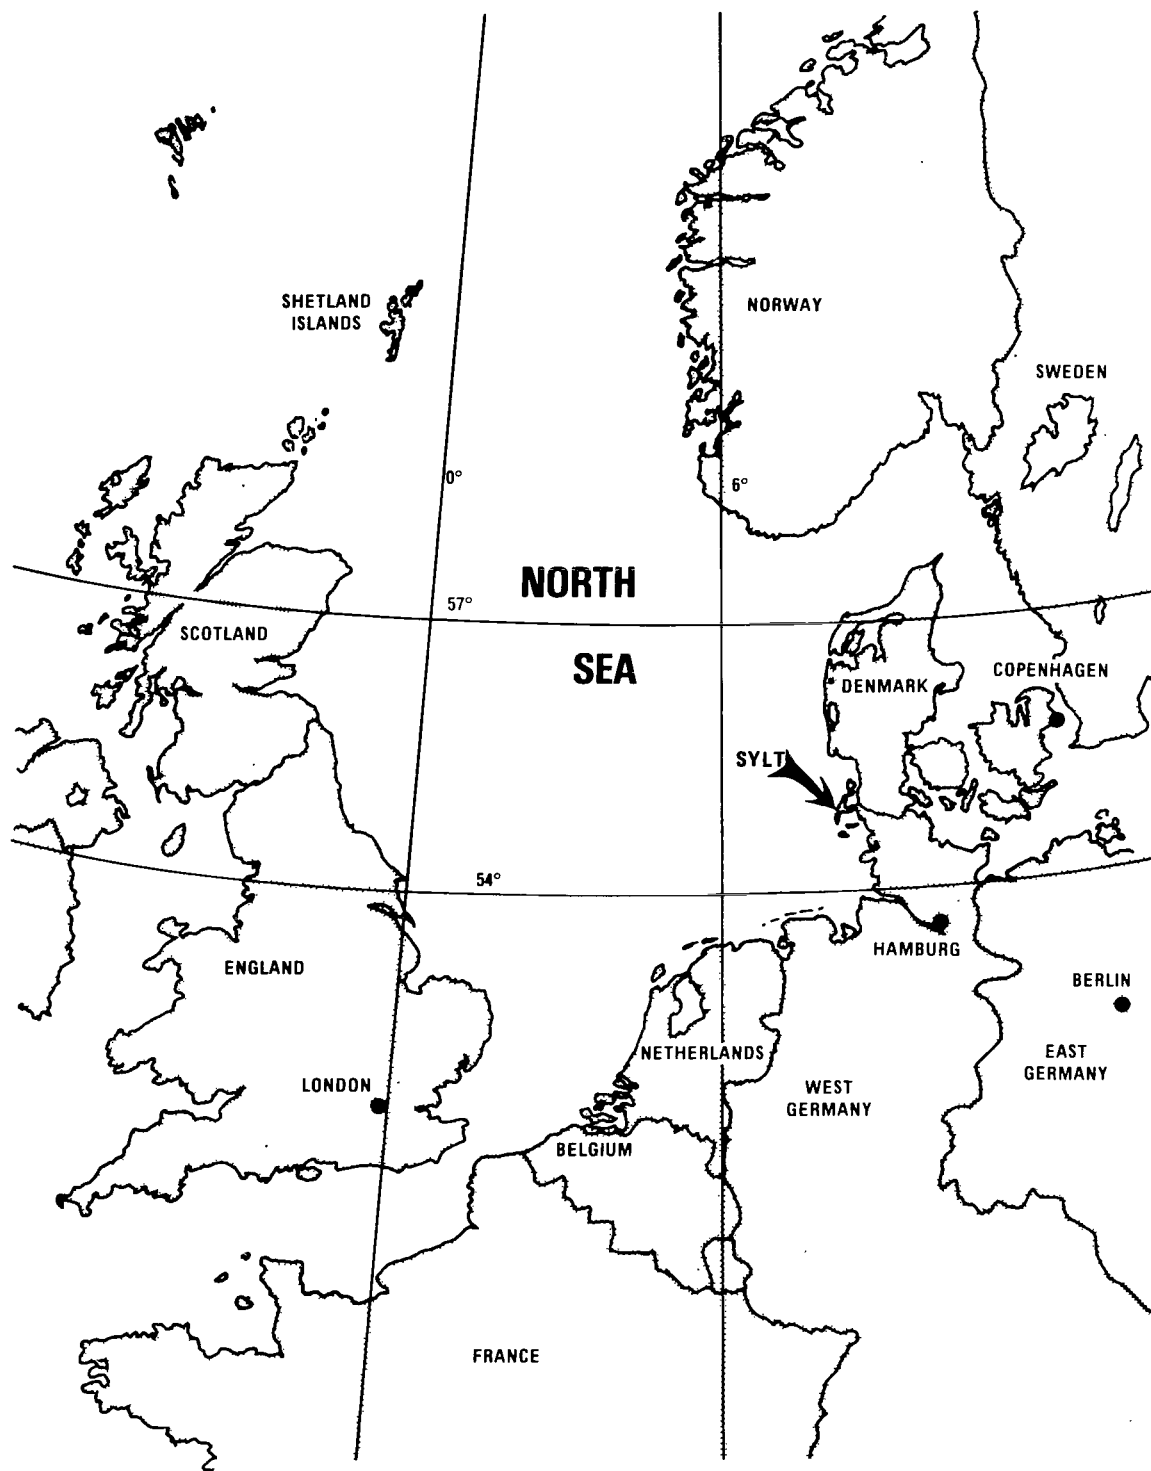 SHETLAND
ISLANDS
NORWAY
SWEDEN
0°
6°
NORTH
57°
SCOTLAND
SEA
COPENHAGEN
DENMARK
SYLT
54°
HAMBURG
ENGLAND
BERLIN
NETHERLANDS
EAST
GERMANY
LONDON
WEST
GERMANY
BELGIUM
FRANCE